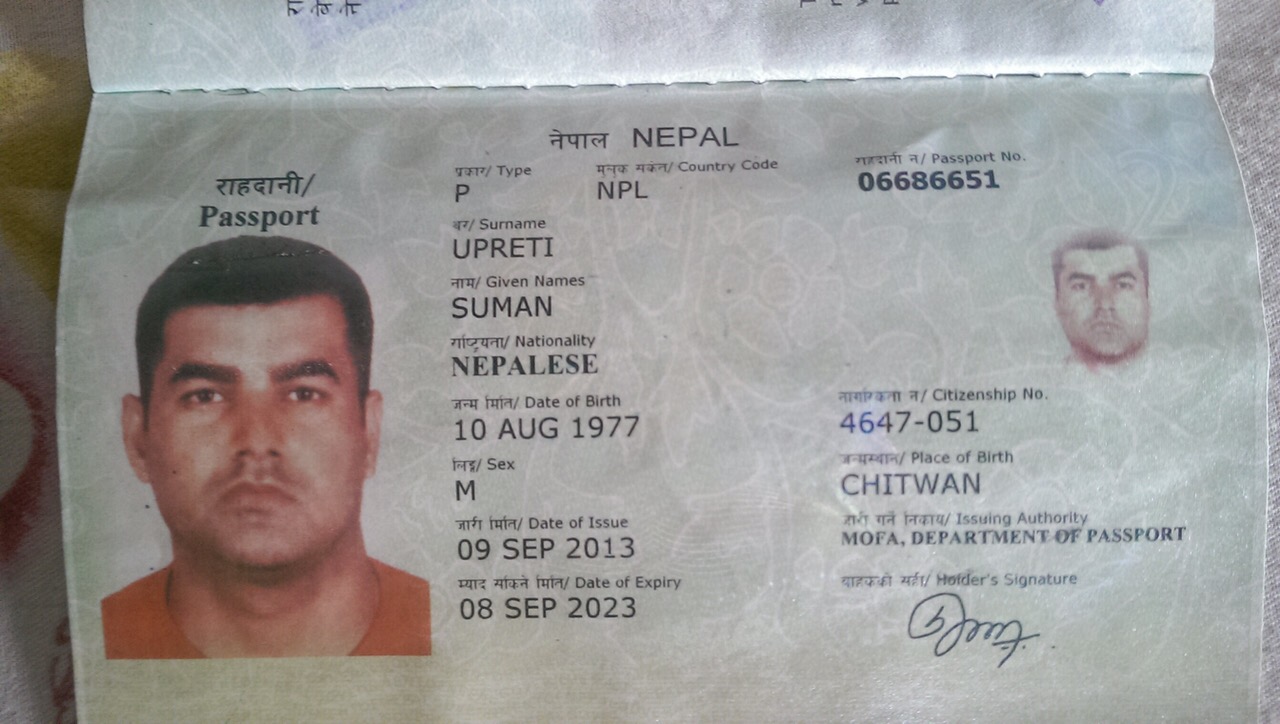 नेपाल NEPAL
राहदानी/
Passport
प्रकार/ Type
P
मुलुक संकेत/ Country Code
NPL
राहदानी नं/ Passport No.
06686651
थर/ Surname
UPRETI
नाम/ Given Names
SUMAN
राष्ट्रियता/ Nationality
NEPALESE
जन्म मिति/ Date of Birth
10 AUG 1977
नागरिकता नं/ Citizenship No.
4647-051
लिङ्ग/ Sex
M
जन्मस्थान/ Place of Birth
CHITWAN
जारी मिति/ Date of Issue
09 SEP 2013
जारी गर्ने निकाय/ Issuing Authority
MOFA, DEPARTMENT OF PASSPORT
म्याद सकिने मिति/ Date of Expiry
08 SEP 2023
वाहकको सही/ Holder's Signature